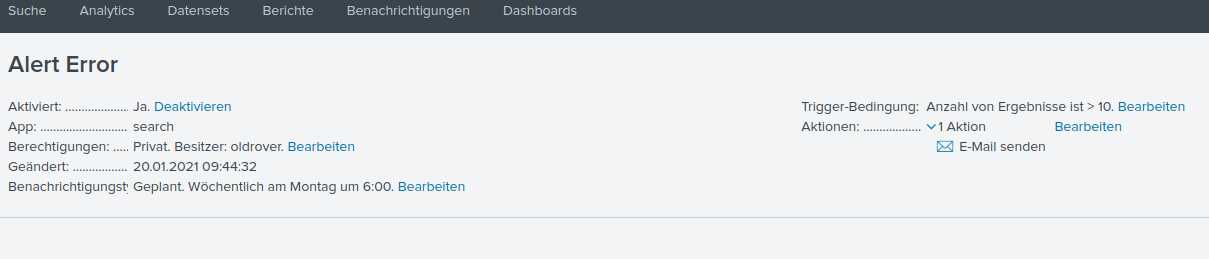 Suche Analytics Datensets Berichte Benachrichtigungen Dashboards
Alert Error
Aktiviert: .................... Ja. Deaktivieren
App: ........................... search
Berechtigungen: ..... Privat. Besitzer: oldrover. Bearbeiten
Geändert: ................. 20.01.2021 09:44:32
Benachrichtigungsty Geplant. Wöchentlich am Montag um 6:00. Bearbeiten
Trigger-Bedingung: Anzahl von Ergebnisse ist > 10. Bearbeiten
Aktionen: .................. 1 Aktion Bearbeiten
E-Mail senden